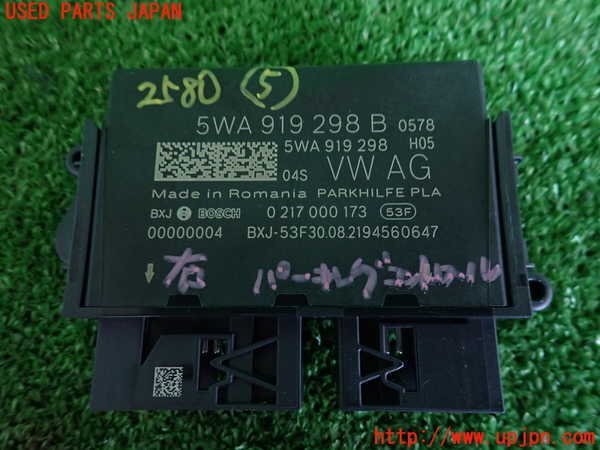 USED PARTS JAPAN
2580 (5)
5WA 919 298 B 0578
5WA 919 298 H05
04S VW AG
Made in Romania PARKHILFE PLA
BXJ BOSCH 0 217 000 173 53F
00000004 BXJ-53F30.08.2194560647
右 パーキングコントロール
http://www.upjpn.com